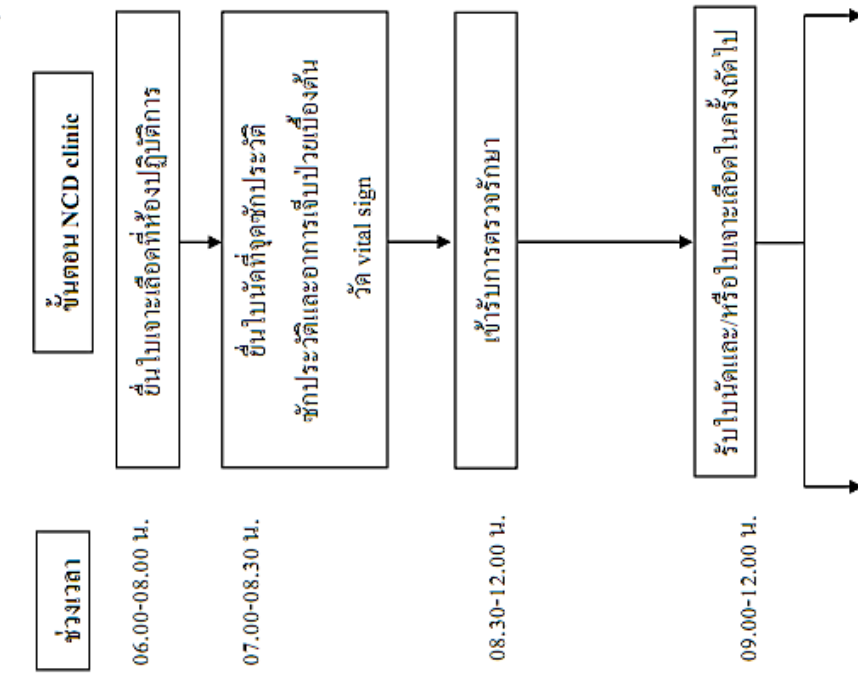 ช่วงเวลา
ขั้นตอน NCD clinic
06.00-08.00 น.
ยื่นใบเจาะเลือดที่ห้องปฏิบัติการ
07.00-08.30 น.
ยื่นใบนัดที่จุดซักประวัติ
ซักประวัติและอาการเจ็บป่วยเบื้องต้น
วัด vital sign
08.30-12.00 น.
เข้ารับการตรวจรักษา
09.00-12.00 น.
รับใบนัดและ/หรือใบเจาะเลือดในครั้งถัดไป